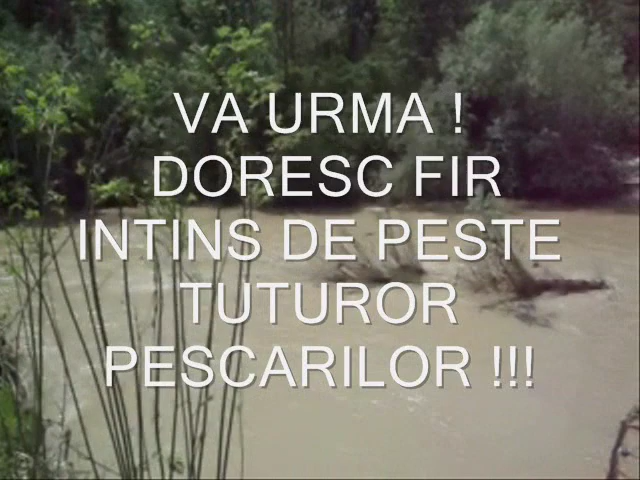 VA URMA !
DORESC FIR
INTINS DE PESTE
TUTUROR
PESCARILOR !!!